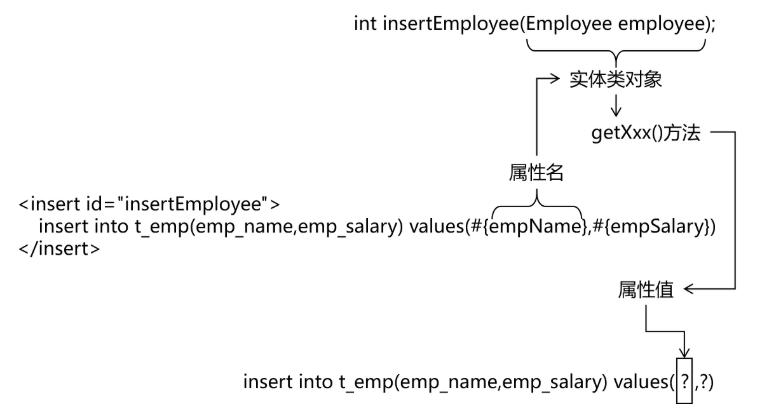 int insertEmployee(Employee employee);
实体类对象
getXxx()方法
属性名
<insert id="insertEmployee">
insert into t_emp(emp_name,emp_salary) values(#{empName},#{empSalary})
</insert>
属性值
insert into t_emp(emp_name,emp_salary) values(?,?)